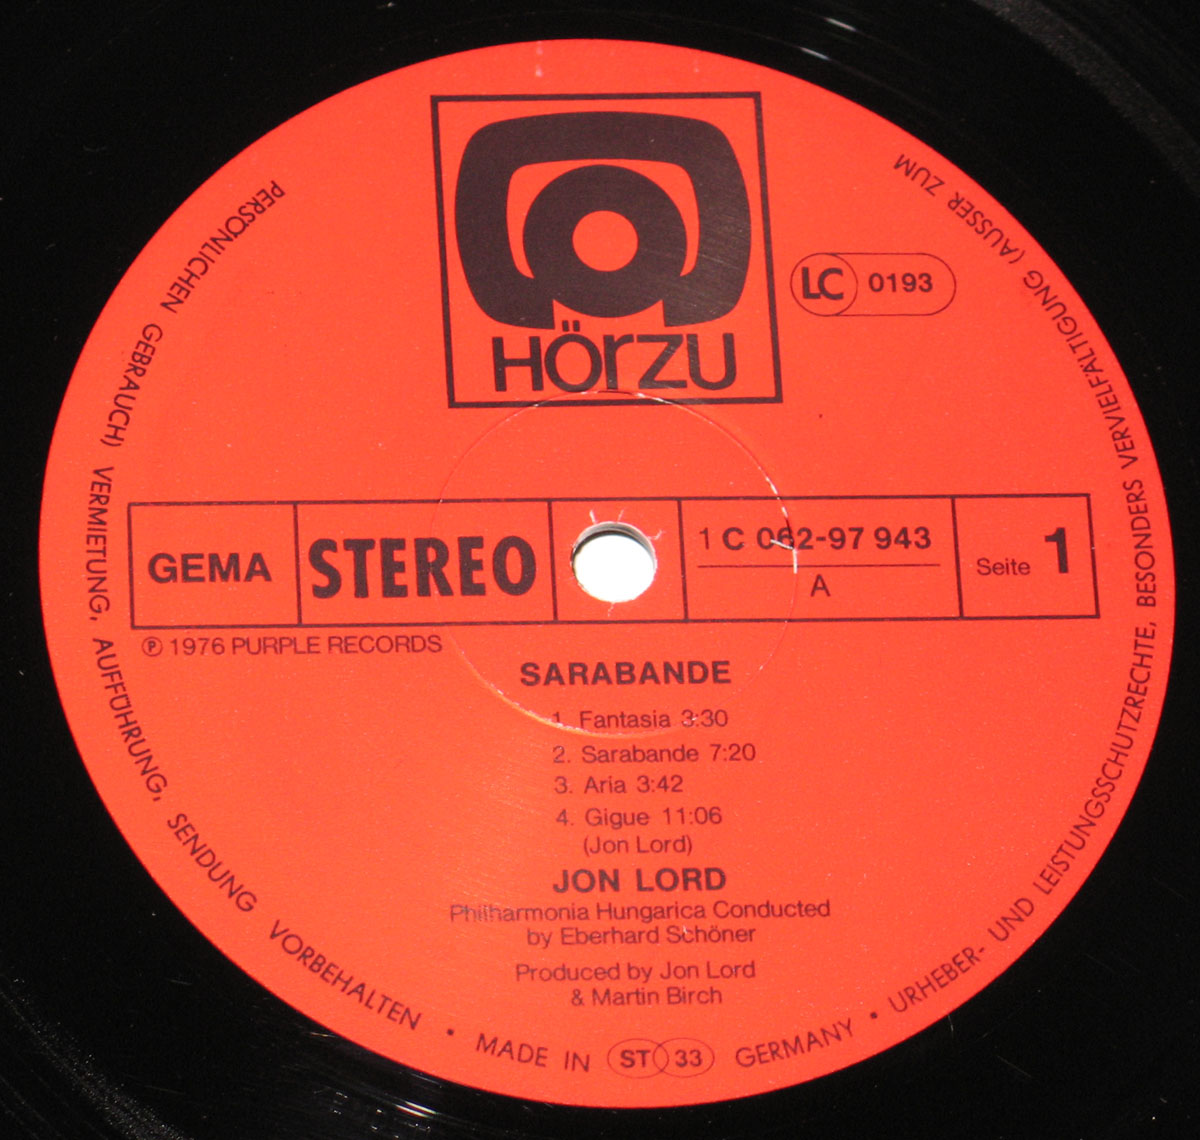 HÖrZU
LC 0193
GEMA
STEREO
1 C 062-97 943
A
Seite 1
℗ 1976 PURPLE RECORDS
SARABANDE
1. Fantasia 3:30
2. Sarabande 7:20
3. Aria 3:42
4. Gigue 11:06
(Jon Lord)
JON LORD
Philharmonia Hungarica Conducted
by Eberhard Schöner
Produced by Jon Lord
& Martin Birch
MADE IN ST 33 GERMANY • URHEBER- UND LEISTUNGSSCHUTZRECHTE, BESONDERS VERVIELFÄLTIGUNG (AUSSER ZUM PERSÖNLICHEN GEBRAUCH) VERMIETUNG, AUFFÜHRUNG, SENDUNG VORBEHALTEN •